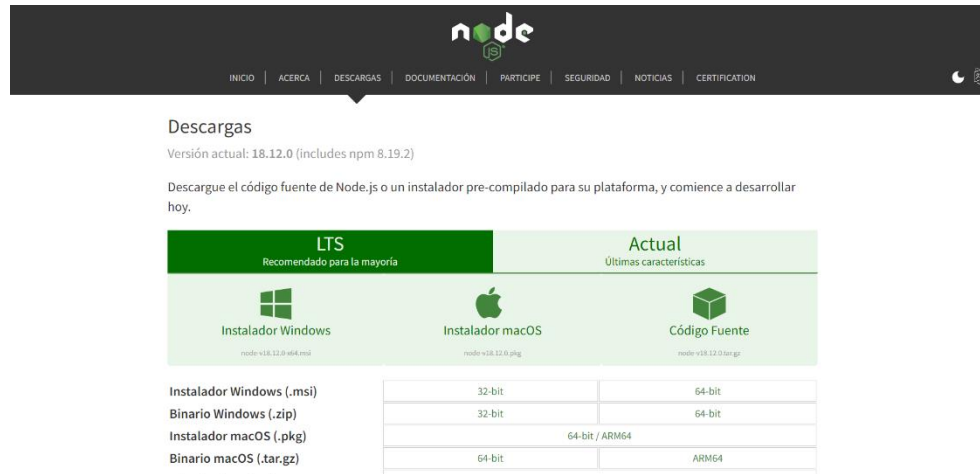 node
JS
INICIO | ACERCA | DESCARGAS | DOCUMENTACIÓN | PARTICIPE | SEGURIDAD | NOTICIAS | CERTIFICATION
Descargas
Versión actual: 18.12.0 (includes npm 8.19.2)
Descargue el código fuente de Node.js o un instalador pre-compilado para su plataforma, y comience a desarrollar
hoy.
LTS
Recomendado para la mayoría
Actual
Últimas características
Instalador Windows
node-v18.12.0-x64.msi
Instalador macOS
node-v18.12.0.pkg
Código Fuente
node-v18.12.0.tar.gz
Instalador Windows (.msi) 32-bit 64-bit
Binario Windows (.zip) 32-bit 64-bit
Instalador macOS (.pkg) 64-bit / ARM64
Binario macOS (.tar.gz) 64-bit ARM64